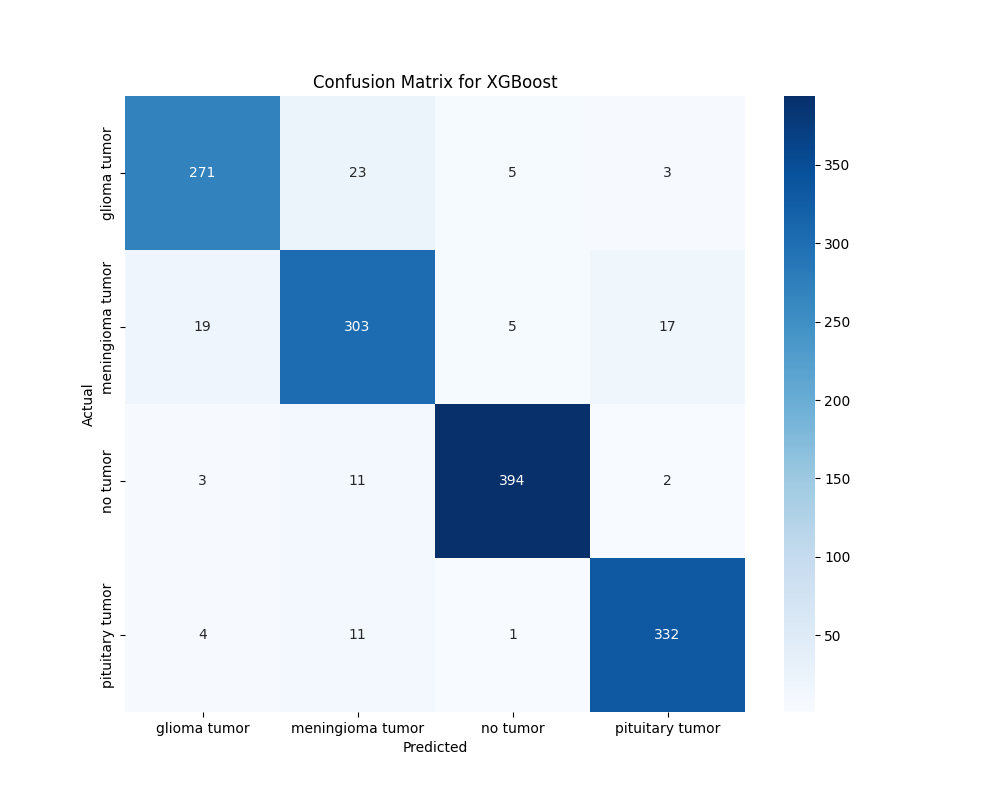 Confusion Matrix for XGBoost
Actual
glioma tumor 271 23 5 3
meningioma tumor 19 303 5 17
no tumor 3 11 394 2
pituitary tumor 4 11 1 332
glioma tumor meningioma tumor no tumor pituitary tumor
Predicted
350
300
250
200
150
100
50